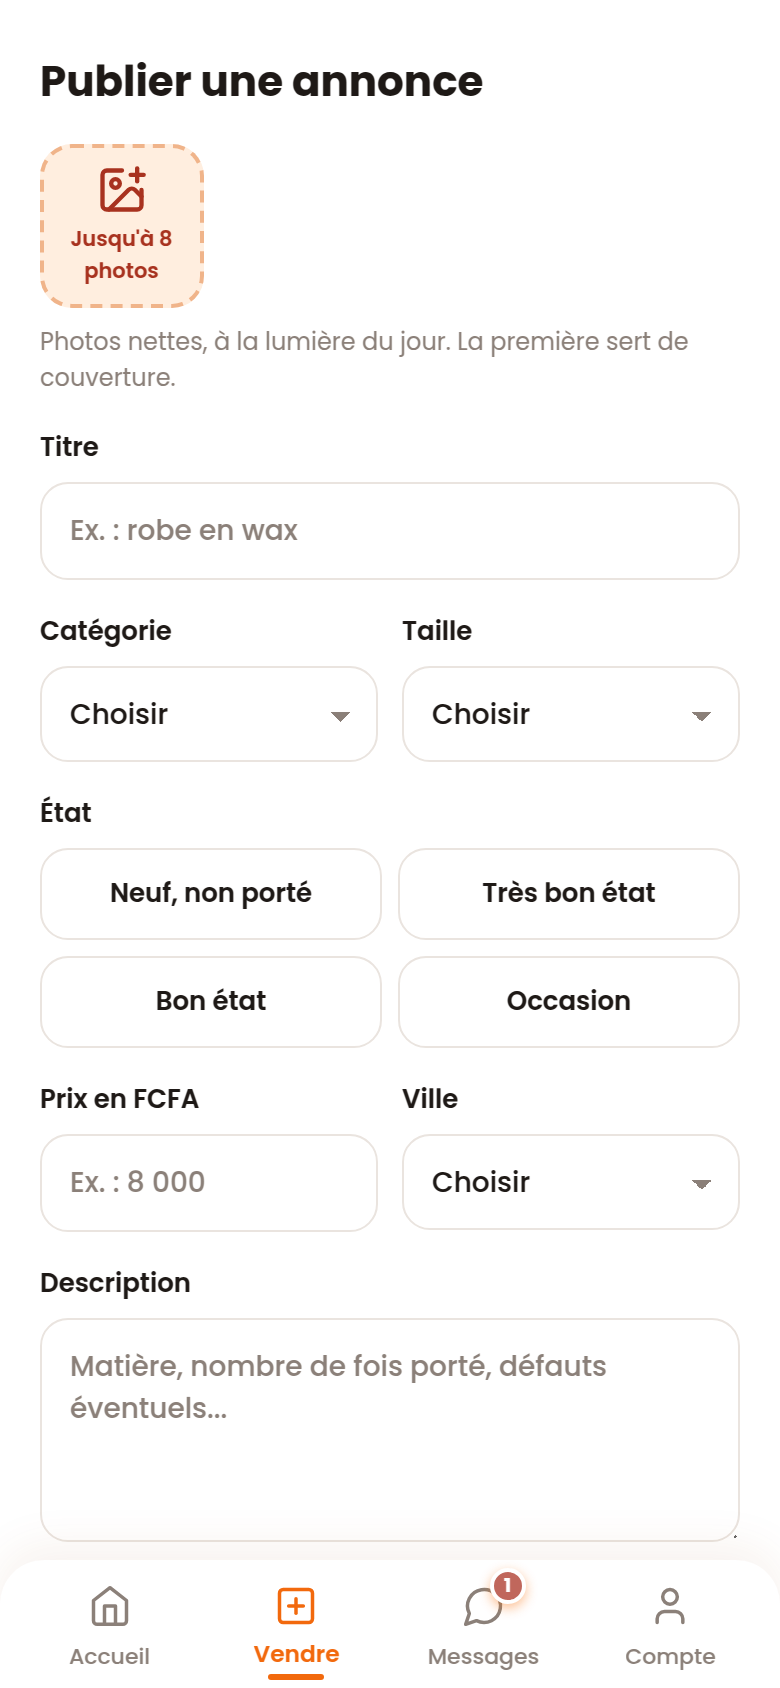 Publier une annonce
Jusqu'à 8
photos
Photos nettes, à la lumière du jour. La première sert de
couverture.
Titre
Ex. : robe en wax
Catégorie
Taille
Choisir
Choisir
État
Neuf, non porté
Très bon état
Bon état
Occasion
Prix en FCFA
Ville
Ex. : 8 000
Choisir
Description
Matière, nombre de fois porté, défauts
éventuels...
1
Accueil
Vendre
Messages
Compte